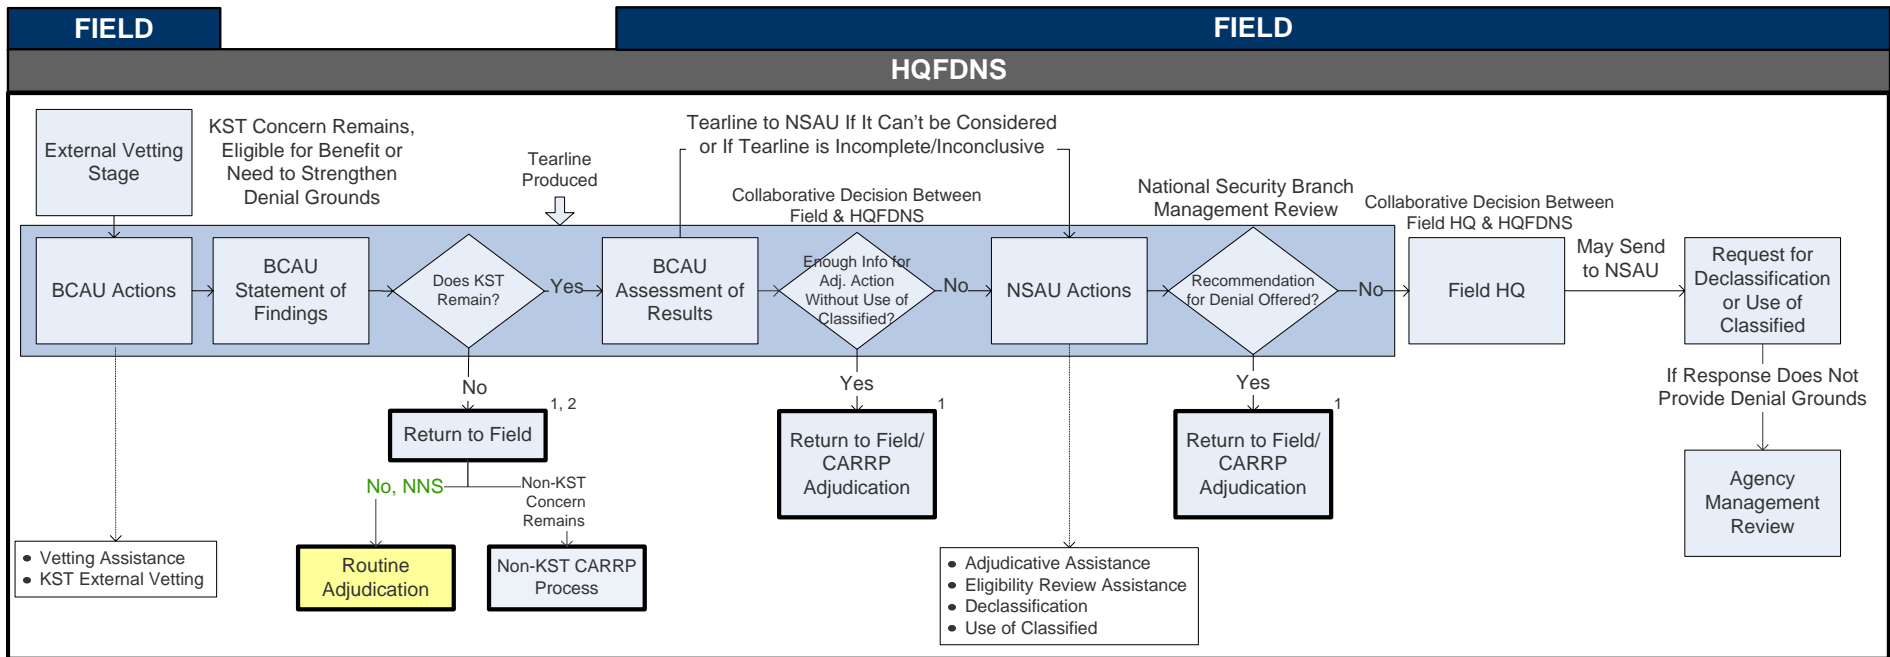 FIELD
FIELD
HQFDNS
External Vetting
Stage
KST Concern Remains,
Eligible for Benefit or
Need to Strengthen
Denial Grounds
Tearline
Produced
Tearline to NSAU If It Can't be Considered
or If Tearline is Incomplete/Inconclusive
Collaborative Decision Between
Field & HQFDNS
National Security Branch
Management Review
Collaborative Decision Between
Field HQ & HQFDNS
BCAU Actions
BCAU
Statement of
Findings
Does KST
Remain?
Yes
BCAU
Assessment of
Results
Enough Info for
Adj. Action
Without Use of
Classified?
No
NSAU Actions
Recommendation
for Denial Offered?
No
Field HQ
May Send
to NSAU
Request for
Declassification
or Use of
Classified
No
1, 2
Return to Field
No, NNS
Non-KST
Concern
Remains
Routine
Adjudication
Non-KST CARRP
Process
Yes
1
Return to Field/
CARRP
Adjudication
Yes
1
Return to Field/
CARRP
Adjudication
If Response Does Not
Provide Denial Grounds
Agency
Management
Review
• Vetting Assistance
• KST External Vetting
• Adjudicative Assistance
• Eligibility Review Assistance
• Declassification
• Use of Classified